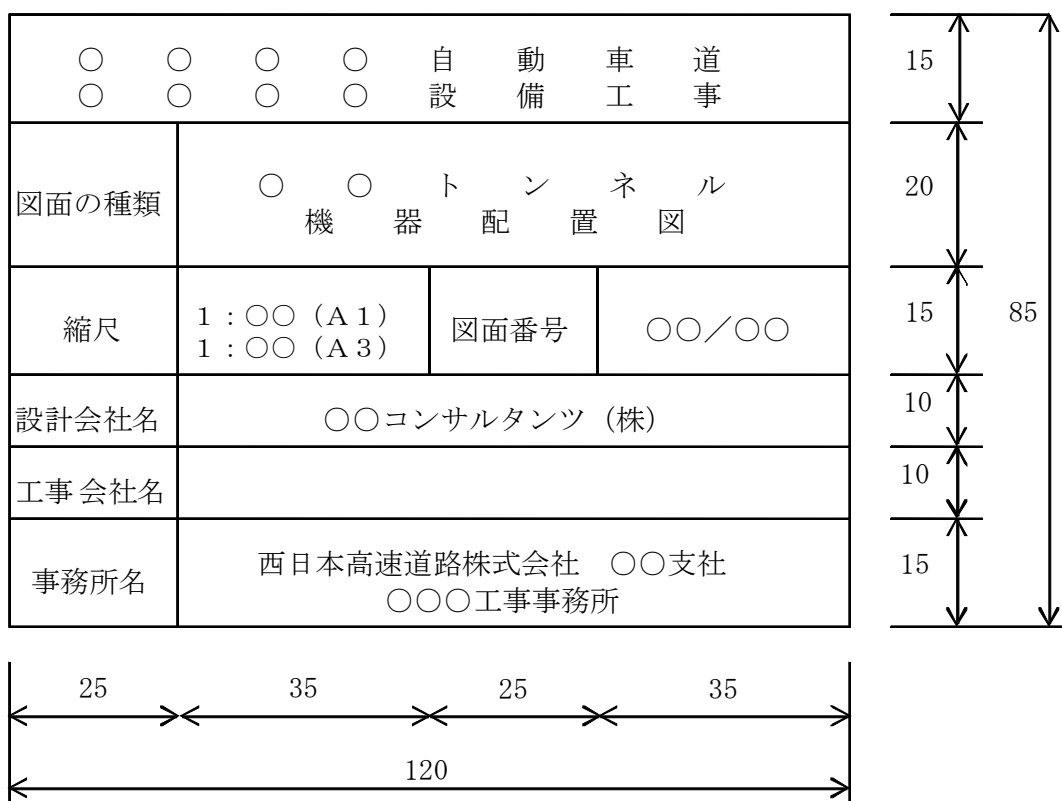 ○ ○ ○ ○ 自 動 車 道
○ ○ ○ ○ 設 備 工 事
15
図面の種類
○ ○ ト ン ネ ル
機 器 配 置 図
20
縮尺
1:○○(A1)
1:○○(A3)
図面番号
○○/○○
15
85
設計会社名
○○コンサルタンツ(株)
10
工事会社名
10
事務所名
西日本高速道路株式会社 ○○支社
○○○工事事務所
15
25 35 25 35
120